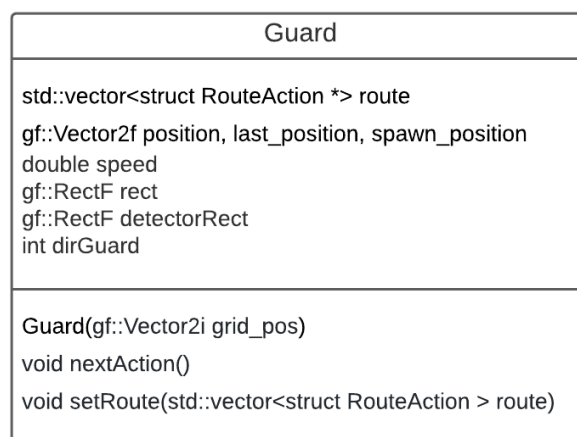 Guard
std::vector<struct RouteAction *> route
gf::Vector2f position, last_position, spawn_position
double speed
gf::RectF rect
gf::RectF detectorRect
int dirGuard
Guard(gf::Vector2i grid_pos)
void nextAction()
void setRoute(std::vector<struct RouteAction > route)